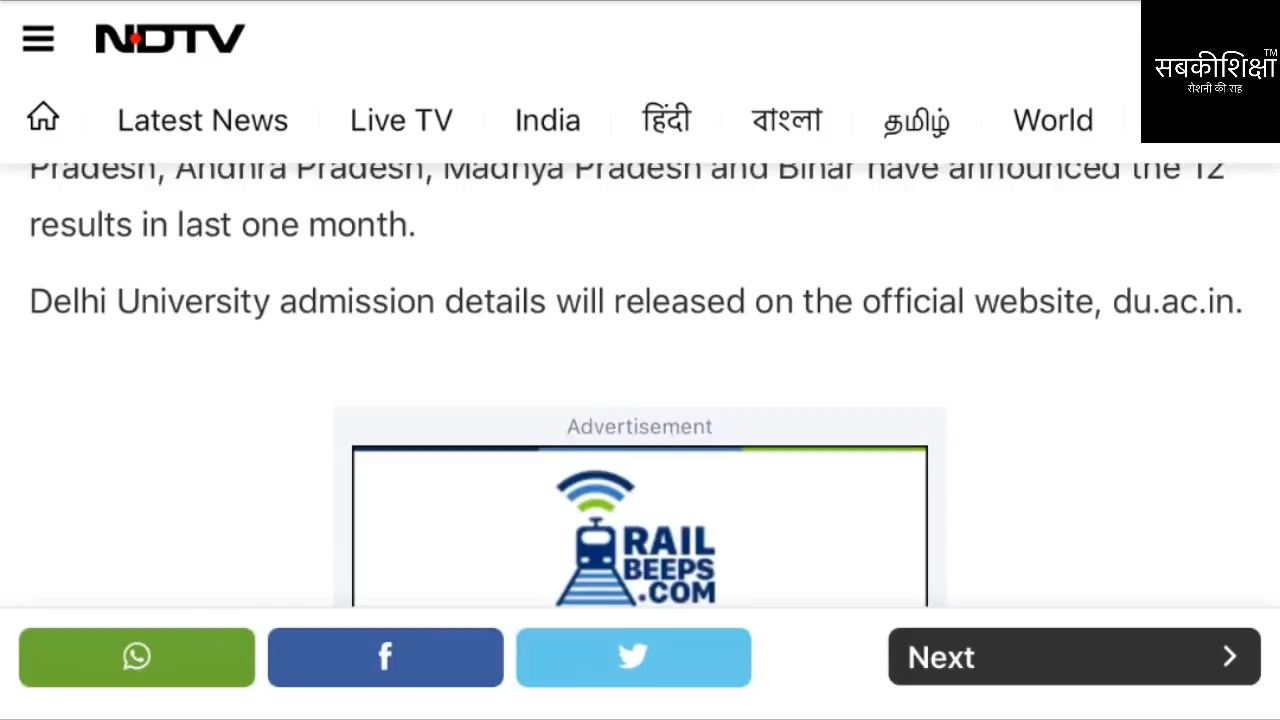 NDTV
सबकीशिक्षा™
रोशनी की राह
Latest News Live TV India हिंदी বাংলা தமிழ் World
Pradesh, Andhra Pradesh, Madhya Pradesh and Bihar have announced the 12
results in last one month.
Delhi University admission details will released on the official website, du.ac.in.
Advertisement
RAIL
BEEPS
.COM
f
Next